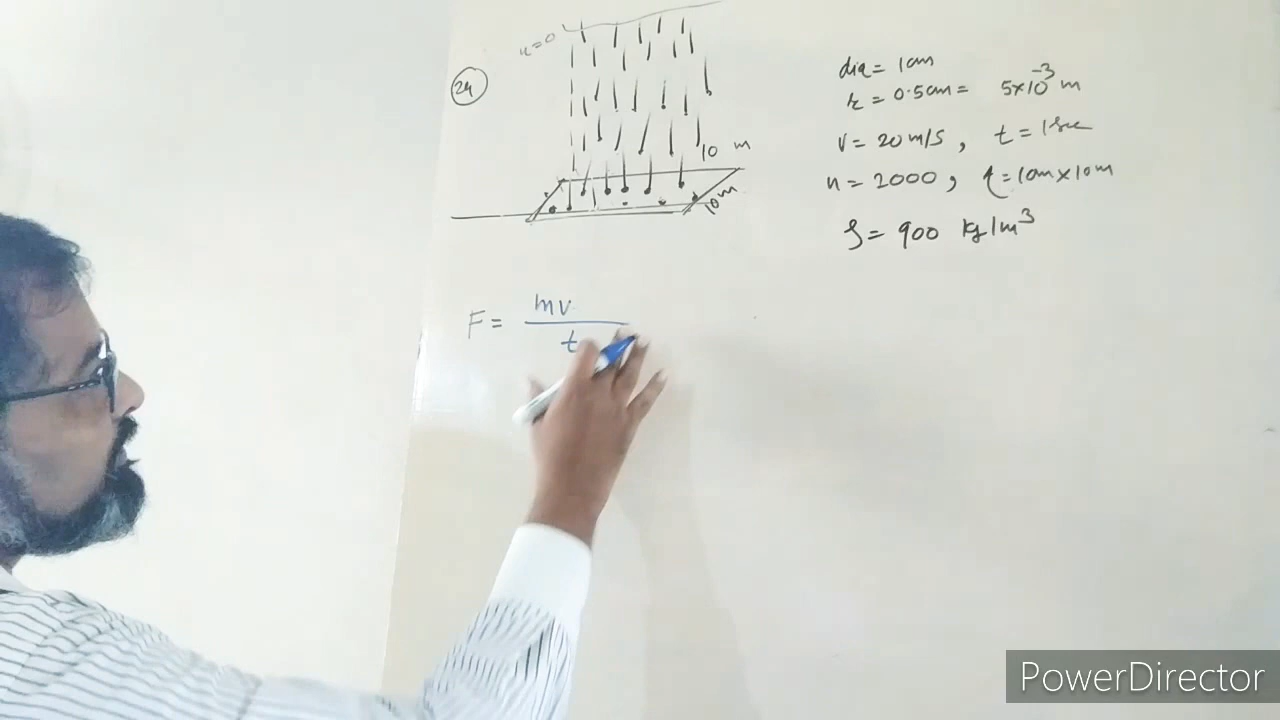 24
u=0
10 m
10m
dia = 1cm
r = 0.5cm = 5×10⁻³ m
v = 20 m/s , t = 1sec
n = 2000 , = 10m × 10m
ρ = 900 kg/m³
F = mv
t
PowerDirector